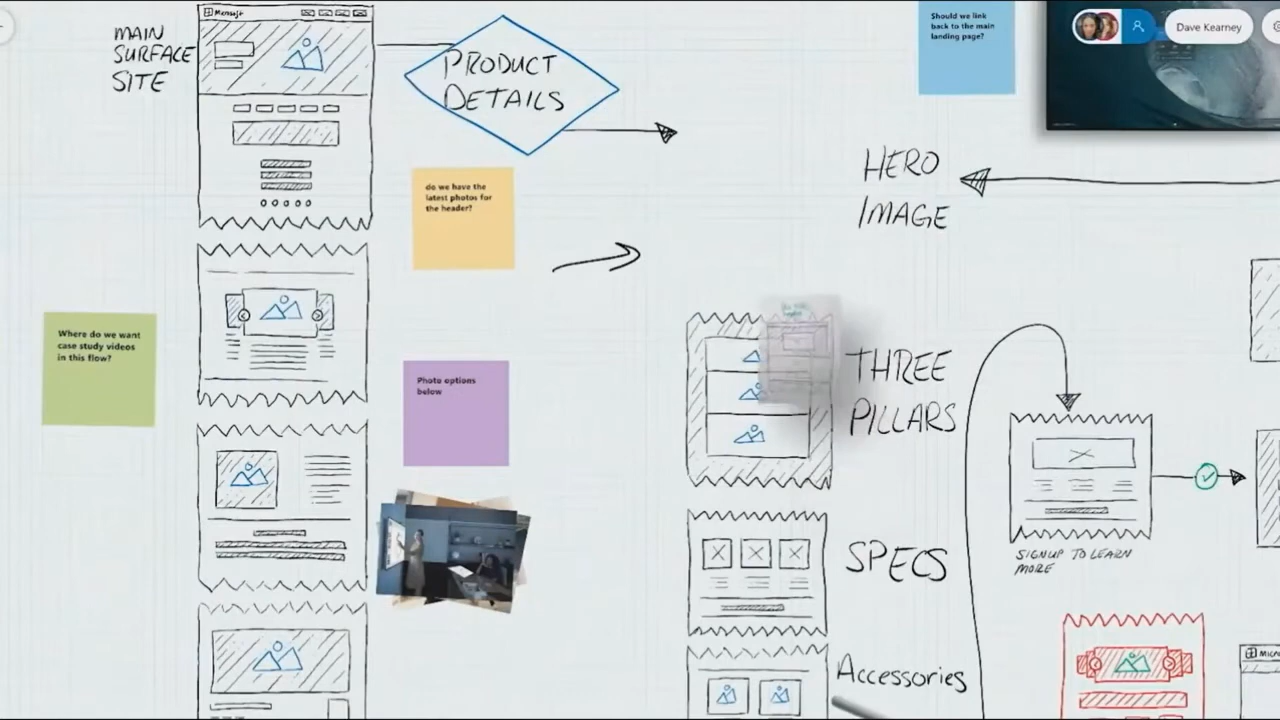 MAIN
SURFACE
SITE
Microsoft
PRODUCT
DETAILS
Should we link
back to the main
landing page?
Dave Kearney
do we have the
latest photos for
the header?
HERO
IMAGE
Where do we want
case study videos
in this flow?
Photo options
below
THREE
PILLARS
SPECS
SIGNUP TO LEARN
MORE
Accessories